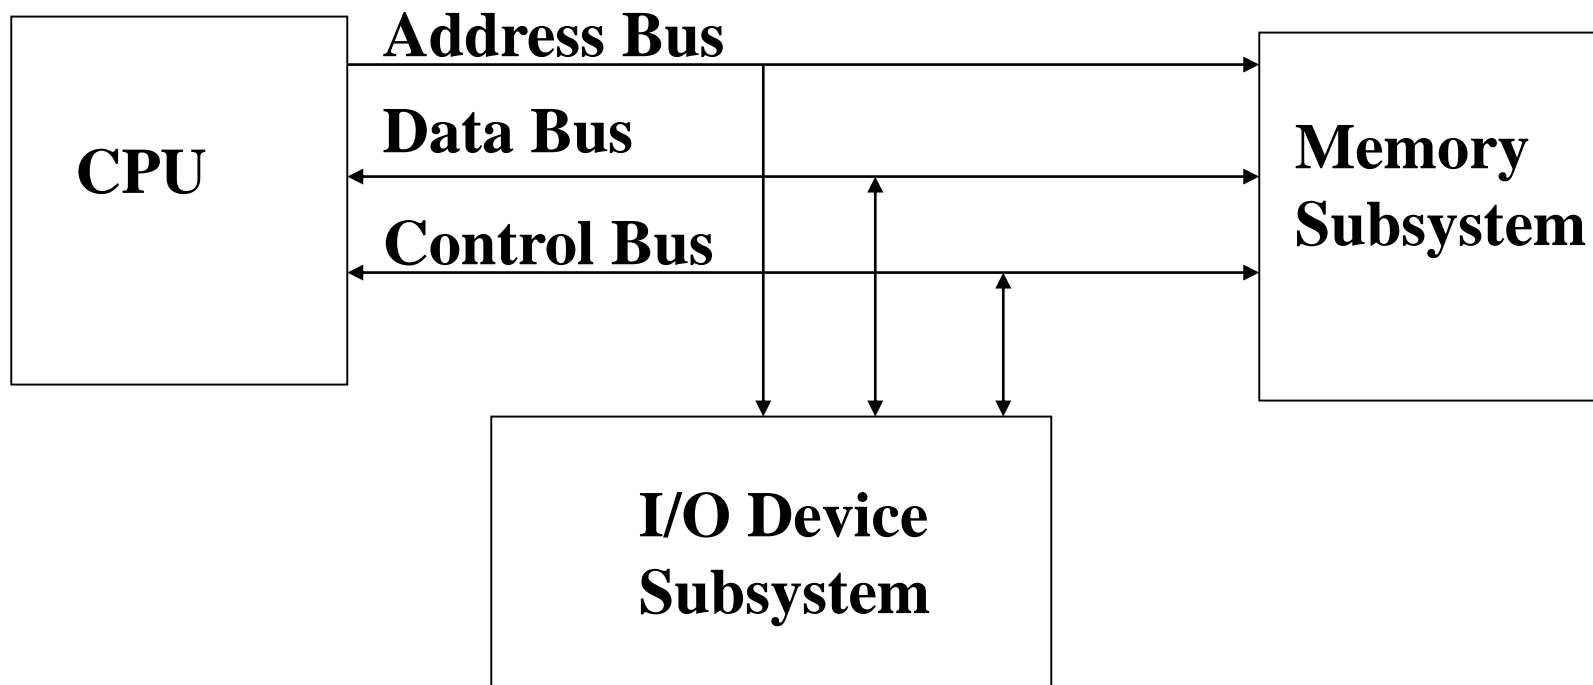 Address Bus
Data Bus
CPU
Control Bus
Memory
Subsystem
I/O Device
Subsystem